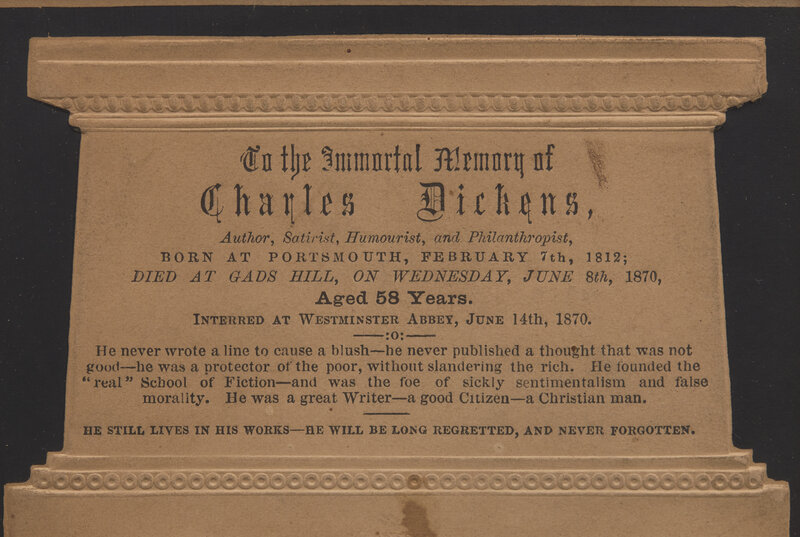 To the Immortal Memory of
Charles Dickens,
Author, Satirist, Humourist, and Philanthropist,
BORN AT PORTSMOUTH, FEBRUARY 7th, 1812;
DIED AT GADS HILL, ON WEDNESDAY, JUNE 8th, 1870,
Aged 58 Years.
INTERRED AT WESTMINSTER ABBEY, JUNE 14th, 1870.
—:o:—
He never wrote a line to cause a blush—he never published a thought that was not
good—he was a protector of the poor, without slandering the rich. He founded the
"real" School of Fiction—and was the foe of sickly sentimentalism and false
morality. He was a great Writer—a good Citizen—a Christian man.
HE STILL LIVES IN HIS WORKS—HE WILL BE LONG REGRETTED, AND NEVER FORGOTTEN.